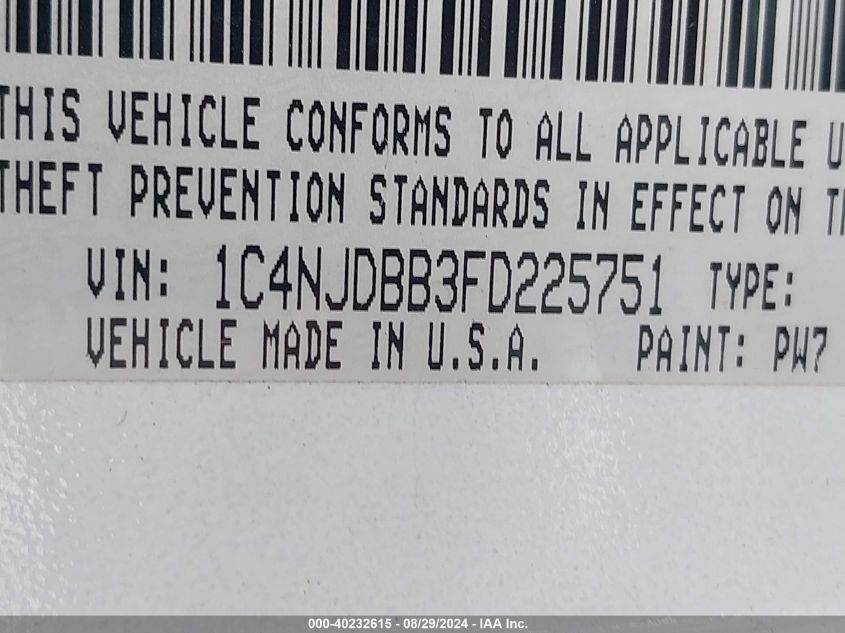 THIS VEHICLE CONFORMS TO ALL APPLICABLE U
THEFT PREVENTION STANDARDS IN EFFECT ON TH
VIN: 1C4NJDBB3FD225751 TYPE:
VEHICLE MADE IN U.S.A. PAINT: PW7
000-40232615 - 08/29/2024 - IAA Inc.